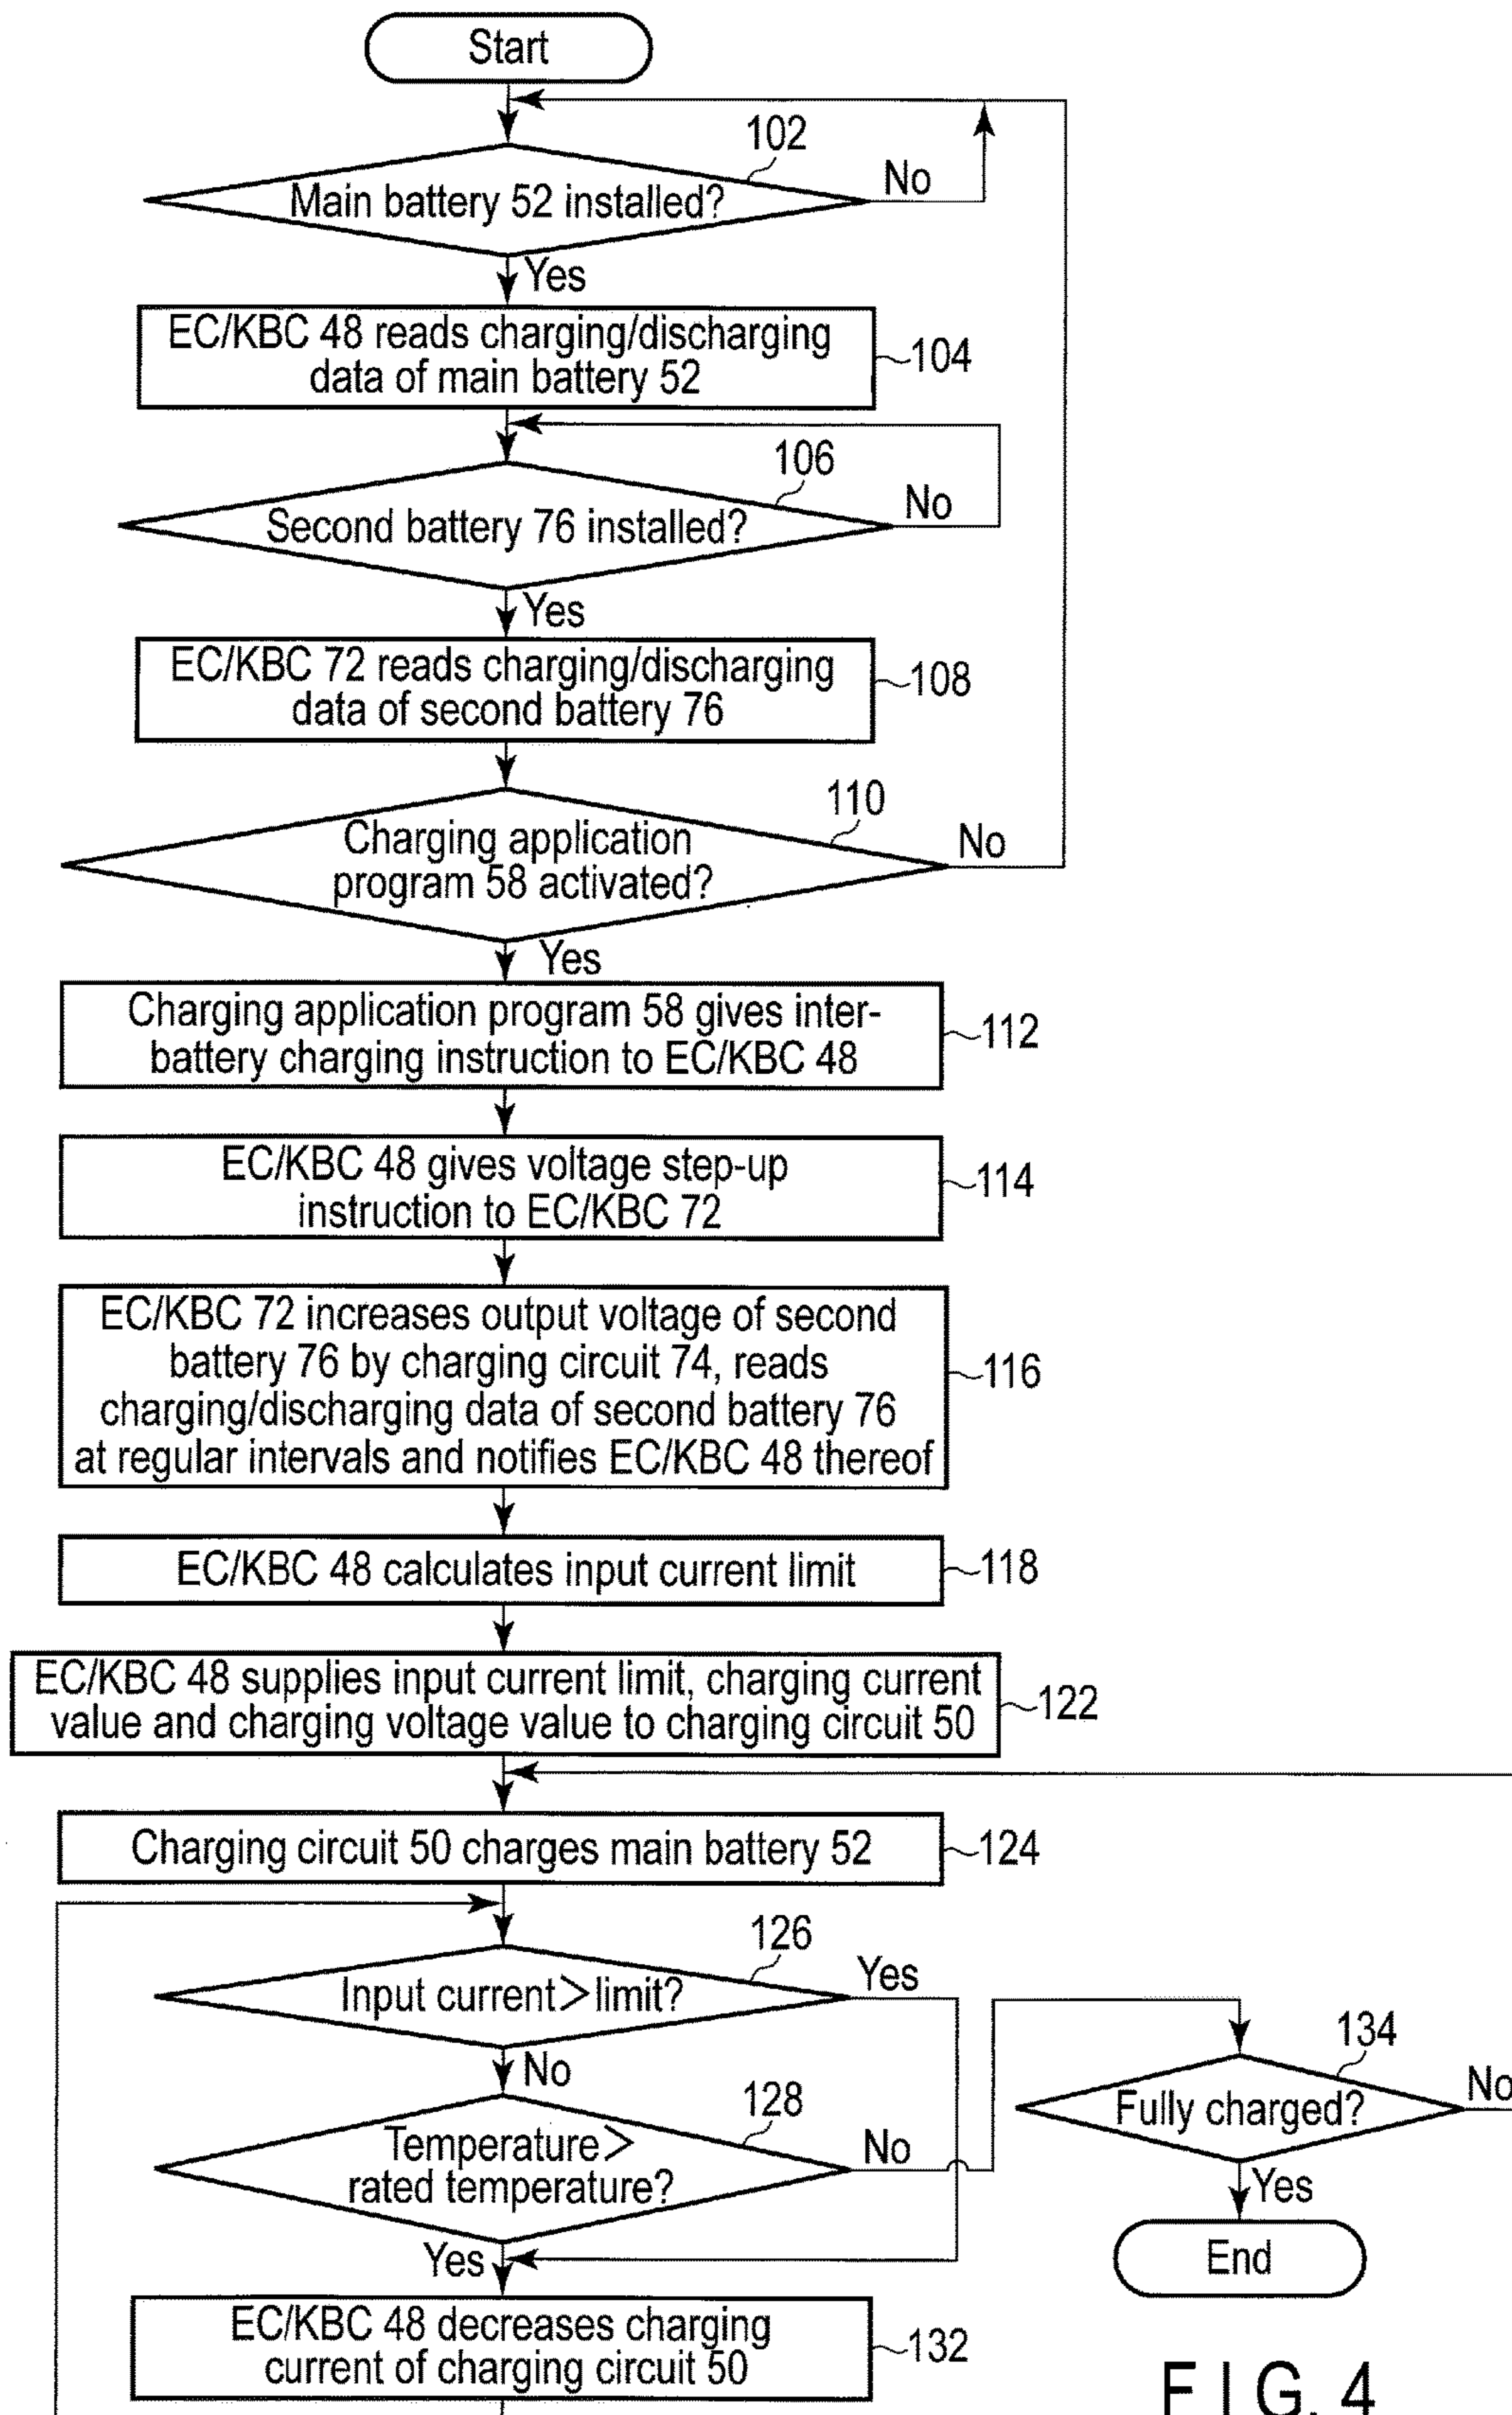 Start
102
Main battery 52 installed?
No
Yes
EC/KBC 48 reads charging/discharging
data of main battery 52
104
106
Second battery 76 installed?
No
Yes
EC/KBC 72 reads charging/discharging
data of second battery 76
108
110
Charging application
program 58 activated?
No
Yes
Charging application program 58 gives inter-
battery charging instruction to EC/KBC 48
112
EC/KBC 48 gives voltage step-up
instruction to EC/KBC 72
114
EC/KBC 72 increases output voltage of second
battery 76 by charging circuit 74, reads
charging/discharging data of second battery 76
at regular intervals and notifies EC/KBC 48 thereof
116
EC/KBC 48 calculates input current limit
118
EC/KBC 48 supplies input current limit, charging current
value and charging voltage value to charging circuit 50
122
Charging circuit 50 charges main battery 52
124
126
Input current>limit?
Yes
No
128
Temperature>
rated temperature?
No
Yes
134
Fully charged?
No
Yes
End
EC/KBC 48 decreases charging
current of charging circuit 50
132
FIG. 4